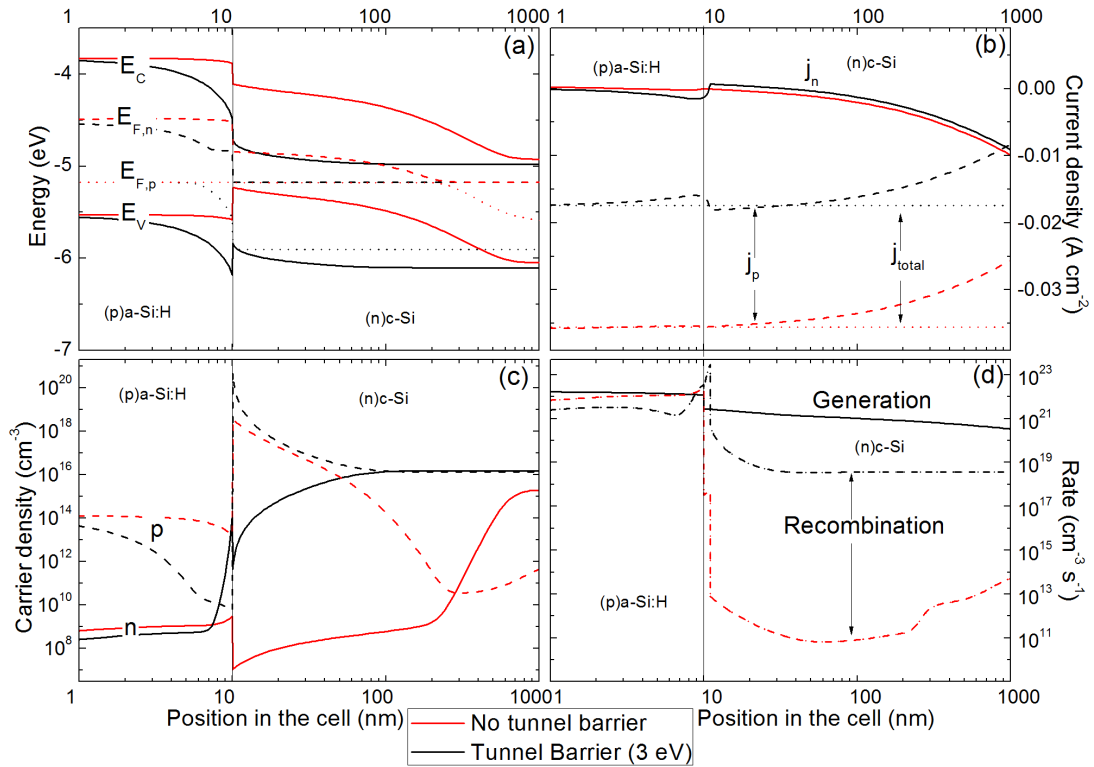 1 10 100 1000 1 10 100 1000
(a) (b)
(p)a-Si:H (n)c-Si
E_C
E_F,n
E_F,p
E_V
j_n
j_p
j_total
(p)a-Si:H (n)c-Si
-4
-5
-6
-7
Energy (eV)
0.00
-0.01
-0.02
-0.03
Current density (A cm^-2)
(c) (d)
(p)a-Si:H (n)c-Si
p
n
Generation
(n)c-Si
Recombination
(p)a-Si:H
10^20
10^18
10^16
10^14
10^12
10^10
10^8
Carrier density (cm^-3)
10^23
10^21
10^19
10^17
10^15
10^13
10^11
Rate (cm^-3 s^-1)
1 10 100 1000 1 10 100 1000
Position in the cell (nm) Position in the cell (nm)
No tunnel barrier
Tunnel Barrier (3 eV)